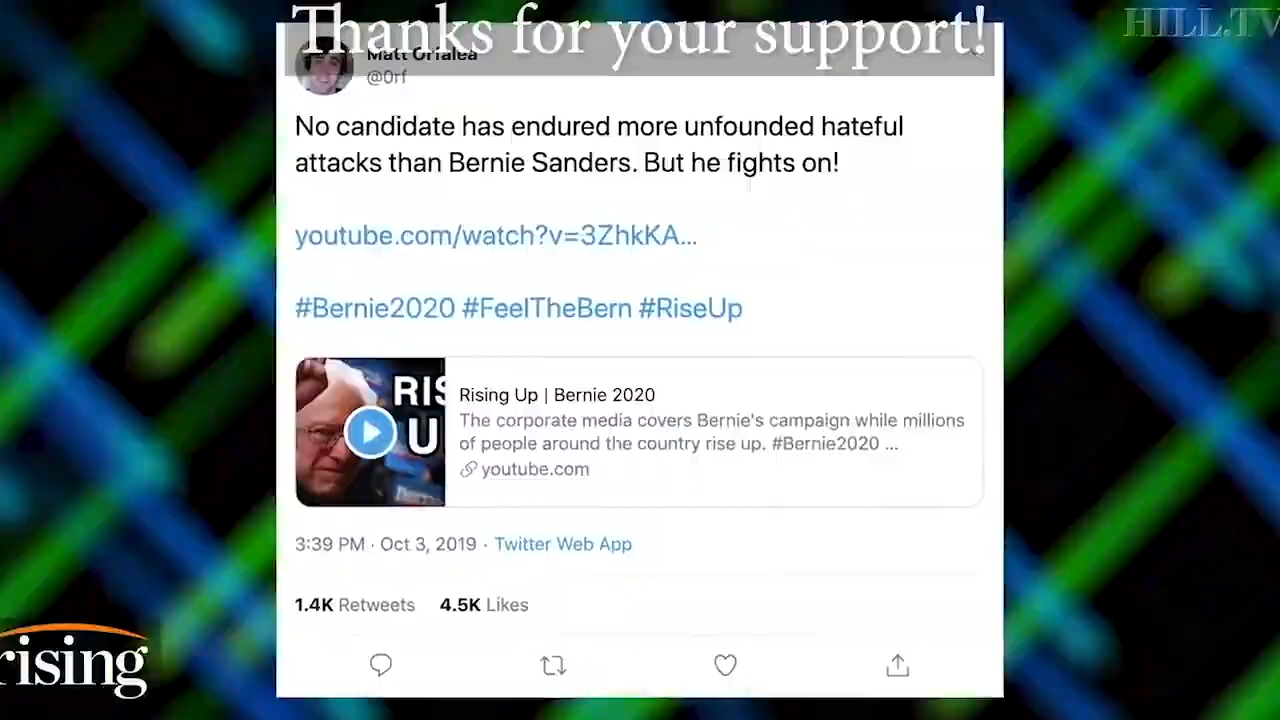 Thanks for your support!
HILL.TV
Matt Orfalea
@0rf
No candidate has endured more unfounded hateful
attacks than Bernie Sanders. But he fights on!
youtube.com/watch?v=3ZhkKA...
#Bernie2020 #FeelTheBern #RiseUp
RIS
U
Rising Up | Bernie 2020
The corporate media covers Bernie's campaign while millions
of people around the country rise up. #Bernie2020 ...
youtube.com
3:39 PM · Oct 3, 2019 · Twitter Web App
1.4K Retweets 4.5K Likes
rising